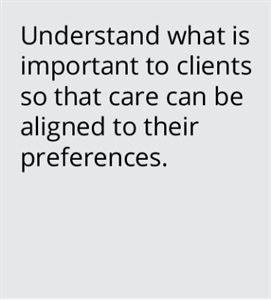 Understand what is
important to clients
so that care can be
aligned to their
preferences.